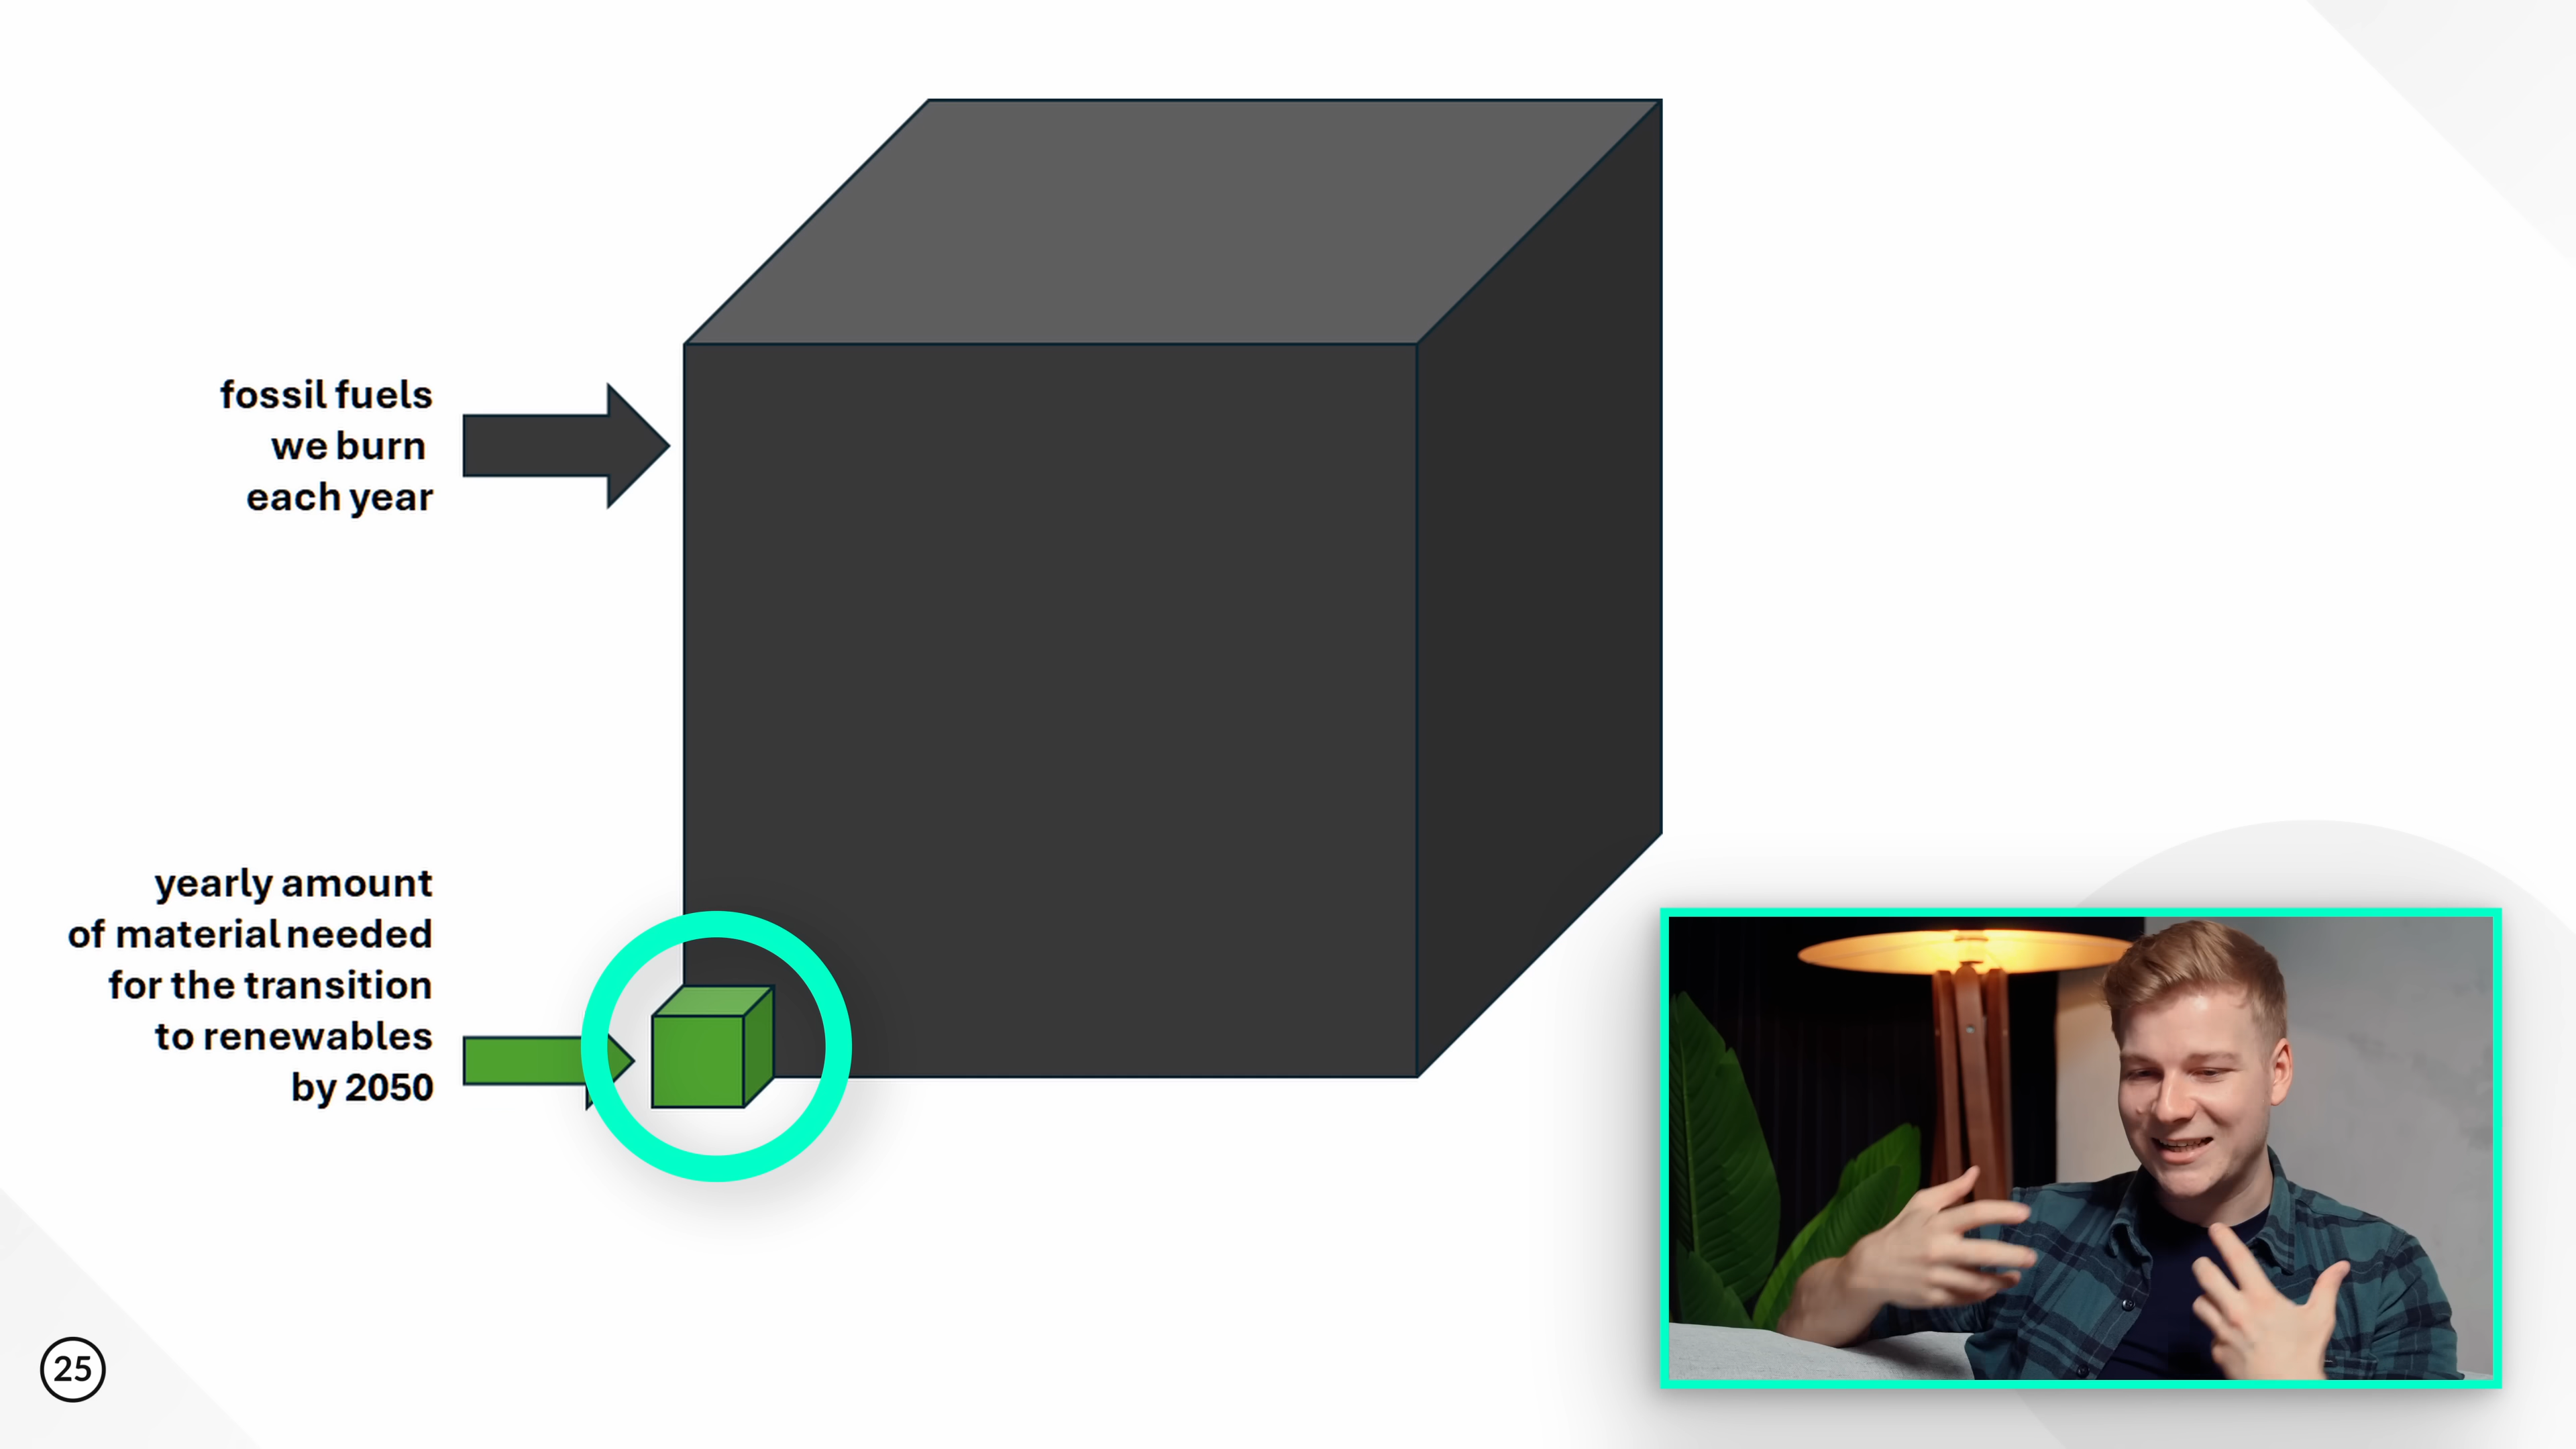 fossil fuels
we burn
each year
yearly amount
of material needed
for the transition
to renewables
by 2050
25